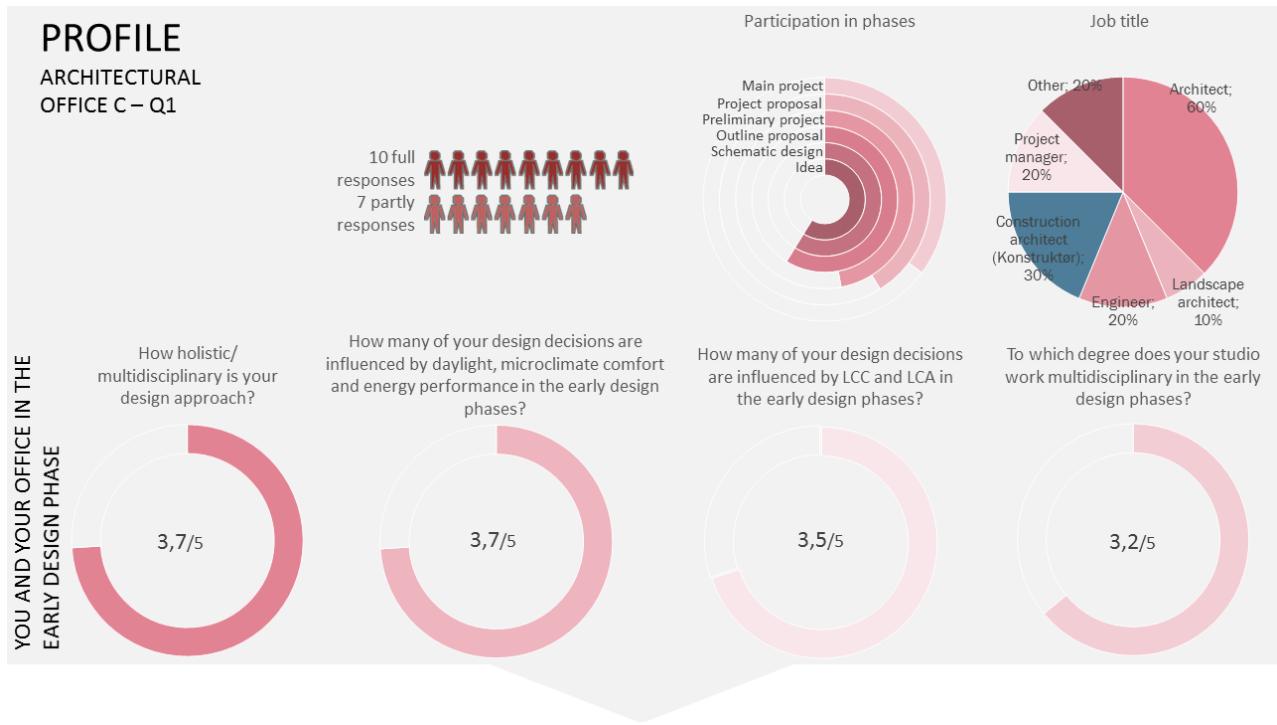 PROFILE
ARCHITECTURAL
OFFICE C – Q1
10 full
responses
7 partly
responses
Participation in phases
Main project
Project proposal
Preliminary project
Outline proposal
Schematic design
Idea
Job title
Other; 20%
Architect;
60%
Project
manager;
20%
Construction
architect
(Konstruktør);
30%
Engineer;
20%
Landscape
architect;
10%
YOU AND YOUR OFFICE IN THE
EARLY DESIGN PHASE
How holistic/
multidisciplinary is your
design approach?
3,7/5
How many of your design decisions are
influenced by daylight, microclimate comfort
and energy performance in the early design
phases?
3,7/5
How many of your design decisions
are influenced by LCC and LCA in
the early design phases?
3,5/5
To which degree does your studio
work multidisciplinary in the early
design phases?
3,2/5